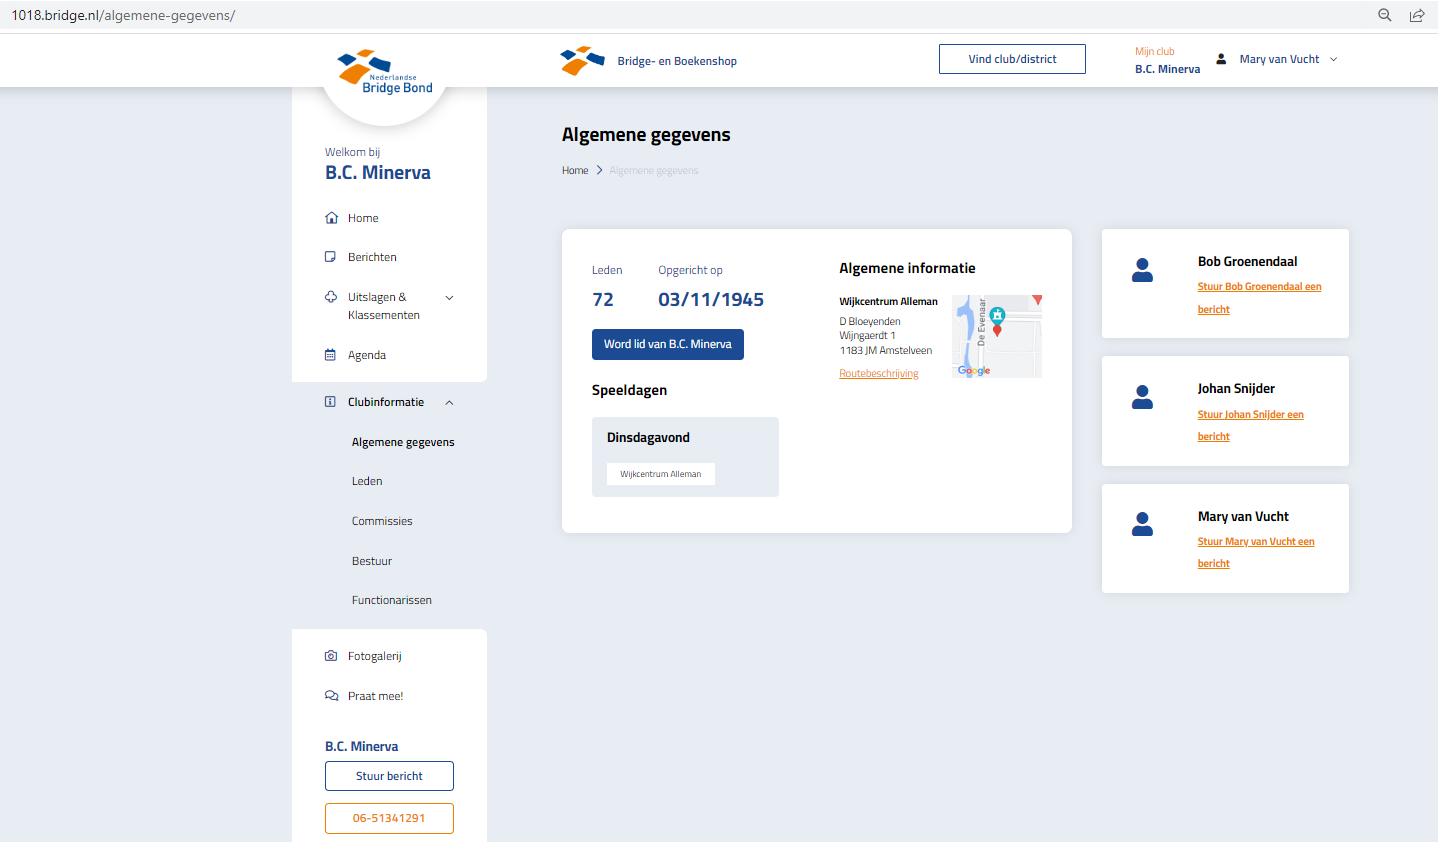 1018.bridge.nl/algemene-gegevens/
Nederlandse
Bridge Bond
Bridge- en Boekenshop
Vind club/district
Mijn club
B.C. Minerva
Mary van Vucht
Welkom bij
B.C. Minerva
Home
Berichten
Uitslagen &
Klassementen
Agenda
Clubinformatie
Algemene gegevens
Leden
Commissies
Bestuur
Functionarissen
Fotogalerij
Praat mee!
B.C. Minerva
Stuur bericht
06-51341291
Algemene gegevens
Home
Algemene gegevens
Leden
72
Opgericht op
03/11/1945
Word lid van B.C. Minerva
Speeldagen
Dinsdagavond
Wijkcentrum Alleman
Algemene informatie
Wijkcentrum Alleman
D Bloeyenden
Wijngaerdt 1
1183 JM Amstelveen
Routebeschrijving
De Evenaar
Google
Bob Groenendaal
Stuur Bob Groenendaal een
bericht
Johan Snijder
Stuur Johan Snijder een
bericht
Mary van Vucht
Stuur Mary van Vucht een
bericht